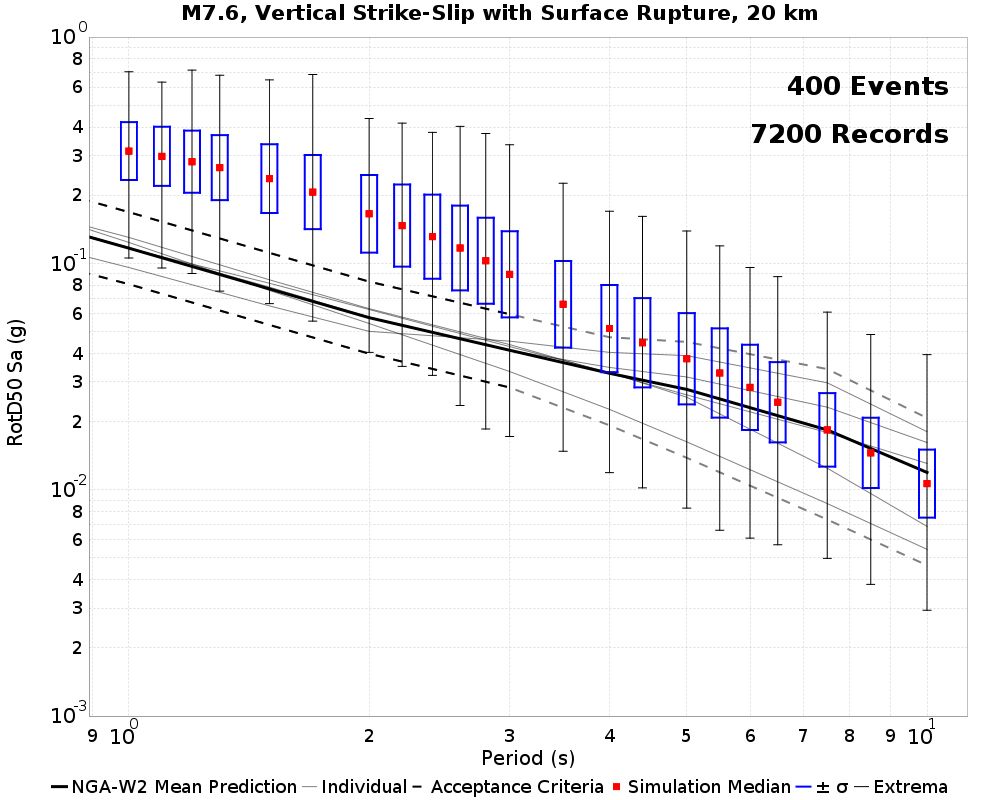 M7.6, Vertical Strike-Slip with Surface Rupture, 20 km
400 Events
7200 Records
RotD50 Sa (g)
10^0
8
6
4
3
2
10^-1
8
6
4
3
2
10^-2
8
6
4
3
2
10^-3
9 10^0 2 3 4 5 6 7 8 9 10^1
Period (s)
NGA-W2 Mean Prediction Individual Acceptance Criteria Simulation Median ± σ Extrema